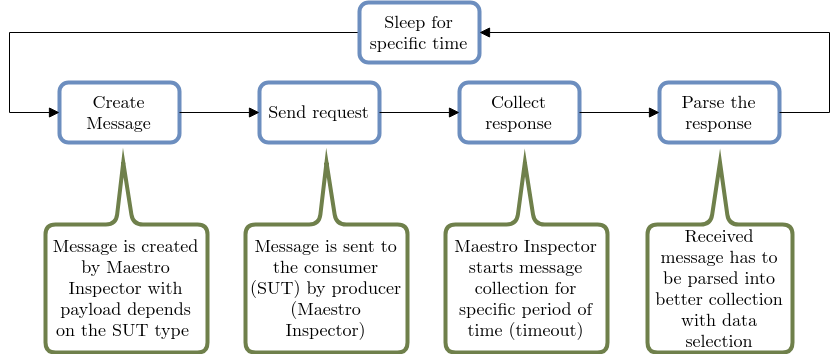 Sleep for
specific time
Create
Message
Send request
Collect
response
Parse the
response
Message is created
by Maestro
Inspector with
payload depends
on the SUT type
Message is sent to
the consumer
(SUT) by producer
(Maestro
Inspector)
Maestro Inspector
starts message
collection for
specific period of
time (timeout)
Received
message has to
be parsed into
better collection
with data
selection